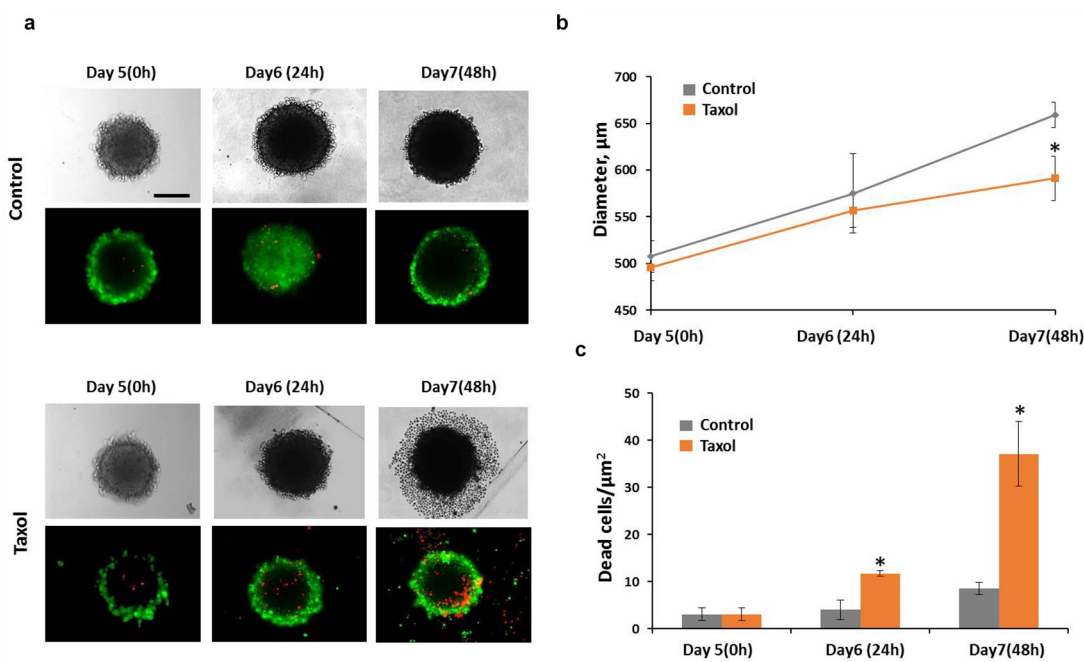 a
Day 5(0h) Day6 (24h) Day7(48h)
Control
Day 5(0h) Day6 (24h) Day7(48h)
Taxol
b
700
650
600
550
500
450
Diameter, µm
Control
Taxol
*
Day 5(0h) Day6 (24h) Day7(48h)
c
50
40
30
20
10
0
Dead cells/µm²
Control
Taxol
*
*
Day 5(0h) Day6 (24h) Day7(48h)